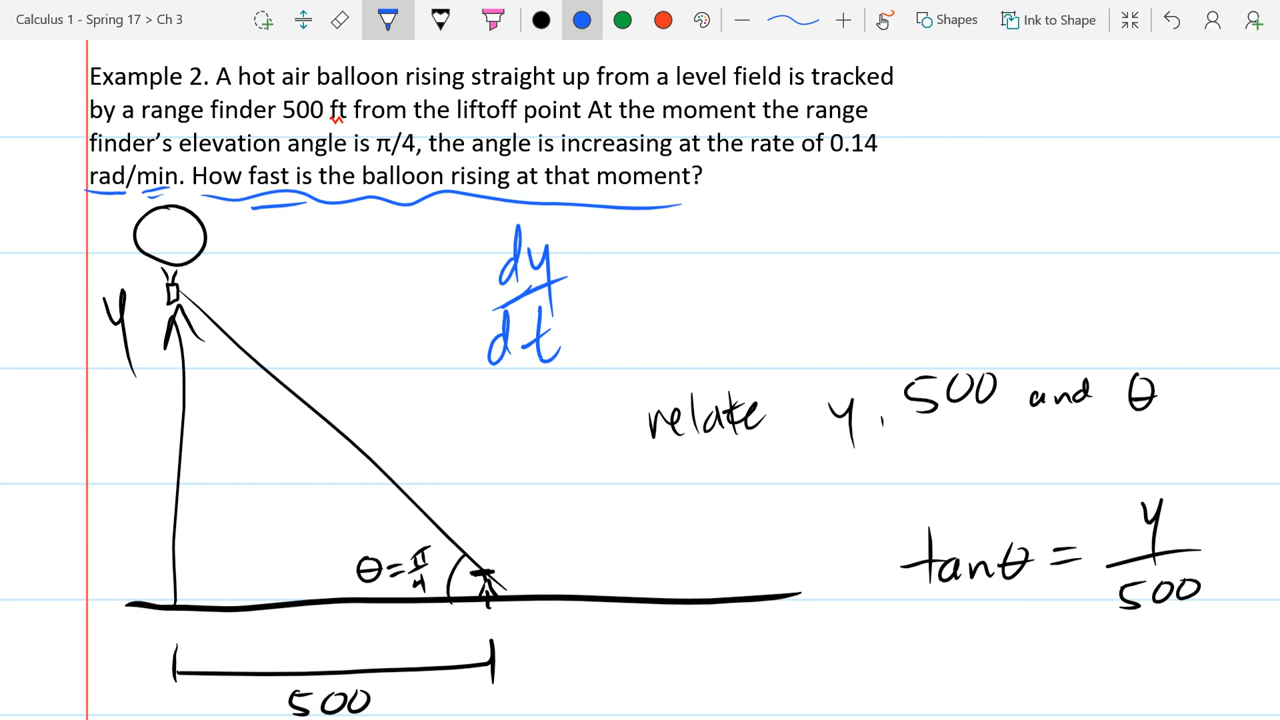 Calculus 1 - Spring 17 > Ch 3
Shapes
Ink to Shape
Example 2. A hot air balloon rising straight up from a level field is tracked
by a range finder 500 ft from the liftoff point At the moment the range
finder’s elevation angle is π/4, the angle is increasing at the rate of 0.14
rad/min. How fast is the balloon rising at that moment?
y
dy
dt
relate y, 500 and θ
tanθ = y/500
θ = π/4
500